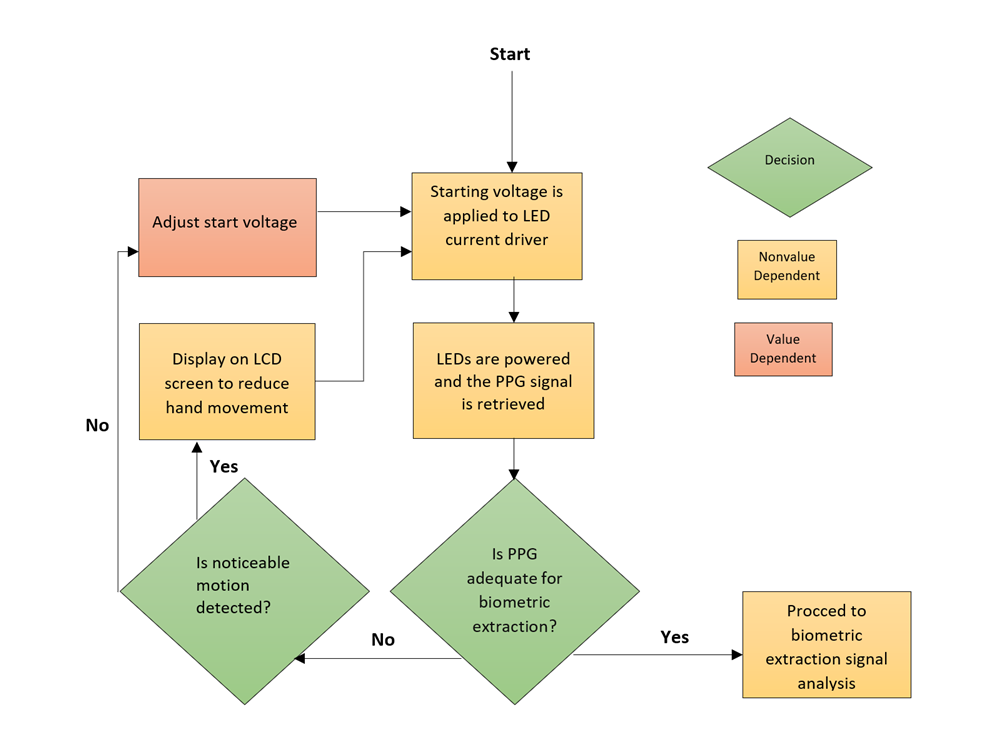 Start
Starting voltage is
applied to LED
current driver
Adjust start voltage
Display on LCD
screen to reduce
hand movement
LEDs are powered
and the PPG signal
is retrieved
No
Yes
Is noticeable
motion
detected?
Is PPG
adequate for
biometric
extraction?
No
Yes
Procced to
biometric
extraction signal
analysis
Decision
Nonvalue
Dependent
Value
Dependent